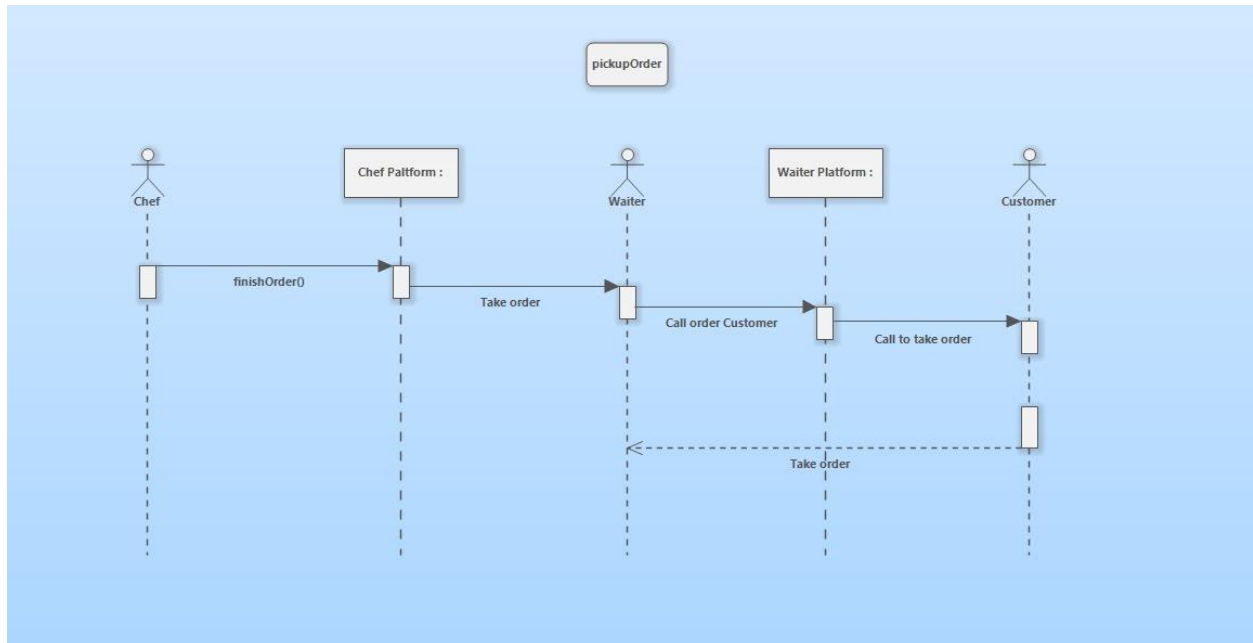 pickupOrder
Chef Paltform :
Waiter Platform :
Chef
Waiter
Customer
finishOrder()
Take order
Call order Customer
Call to take order
Take order